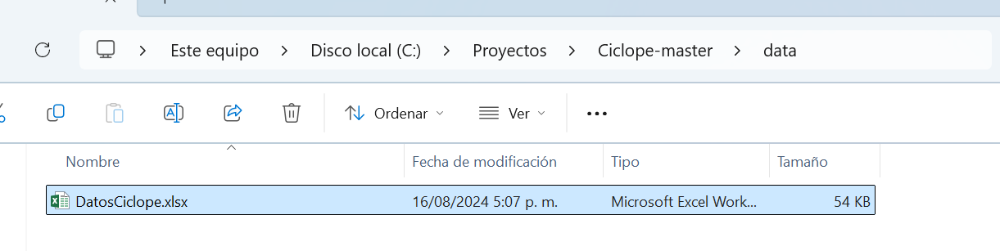 Este equipo > Disco local (C:) > Proyectos > Ciclope-master > data
Ordenar Ver
Nombre Fecha de modificación Tipo Tamaño
DatosCiclope.xlsx 16/08/2024 5:07 p. m. Microsoft Excel Work... 54 KB